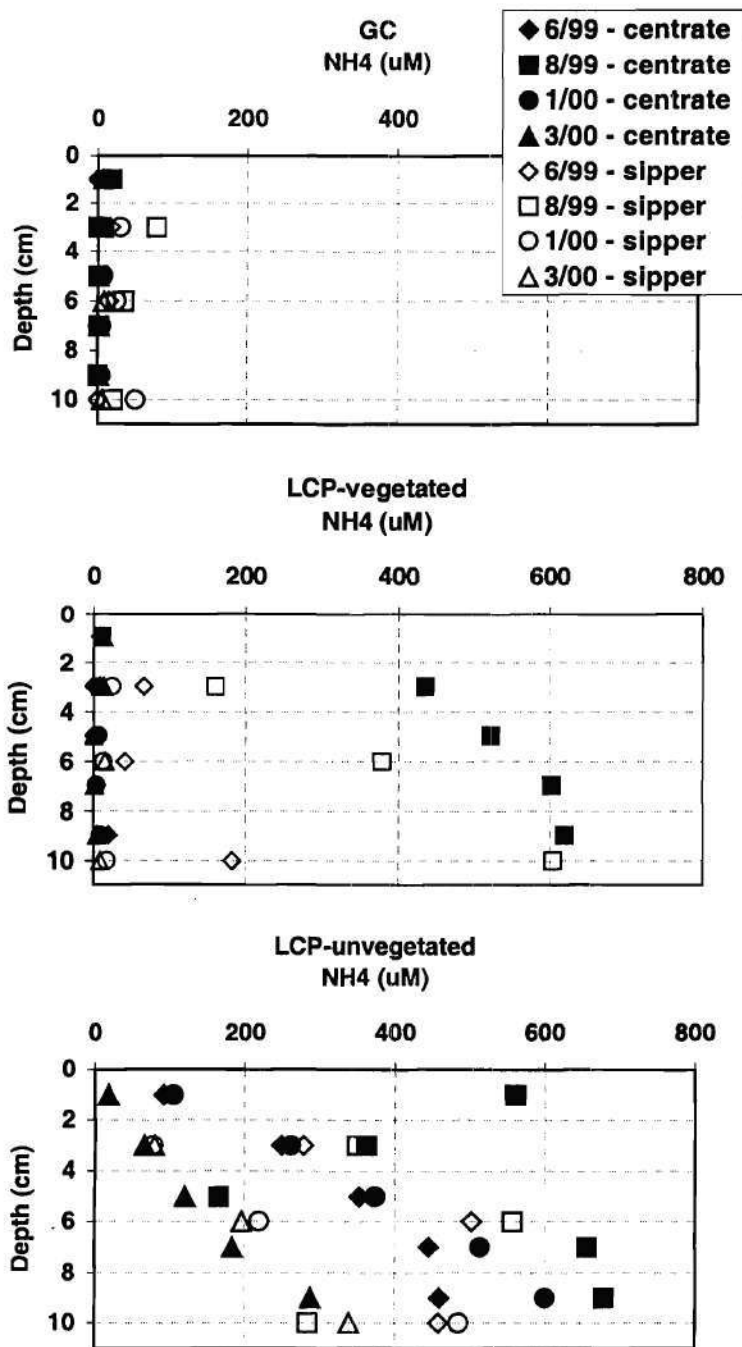 GC
NH4 (uM)
0 200 400
0
2
4
6
8
10
Depth (cm)
6/99 - centrate
8/99 - centrate
1/00 - centrate
3/00 - centrate
6/99 - sipper
8/99 - sipper
1/00 - sipper
3/00 - sipper
LCP-vegetated
NH4 (uM)
0 200 400 600 800
0
2
4
6
8
10
Depth (cm)
LCP-unvegetated
NH4 (uM)
0 200 400 600 800
0
2
4
6
8
10
Depth (cm)